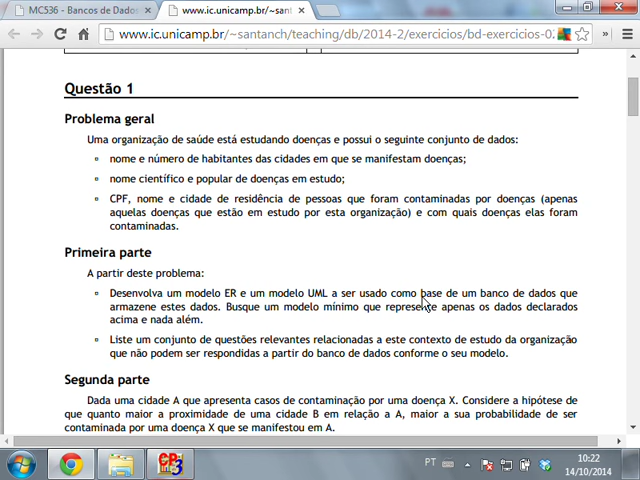 MC536 - Bancos de Dados
www.ic.unicamp.br/~santanch
www.ic.unicamp.br/~santanch/teaching/db/2014-2/exercicios/bd-exercicios-0
Questão 1
Problema geral
Uma organização de saúde está estudando doenças e possui o seguinte conjunto de dados:
nome e número de habitantes das cidades em que se manifestam doenças;
nome científico e popular de doenças em estudo;
CPF, nome e cidade de residência de pessoas que foram contaminadas por doenças (apenas
aquelas doenças que estão em estudo por esta organização) e com quais doenças elas foram
contaminadas.
Primeira parte
A partir deste problema:
Desenvolva um modelo ER e um modelo UML a ser usado como base de um banco de dados que
armazene estes dados. Busque um modelo mínimo que represente apenas os dados declarados
acima e nada além.
Liste um conjunto de questões relevantes relacionadas a este contexto de estudo da organização
que não podem ser respondidas a partir do banco de dados conforme o seu modelo.
Segunda parte
Dada uma cidade A que apresenta casos de contaminação por uma doença X. Considere a hipótese de
que quanto maior a proximidade de uma cidade B em relação a A, maior a sua probabilidade de ser
contaminada por uma doença X que se manifestou em A.
PT
10:22
14/10/2014